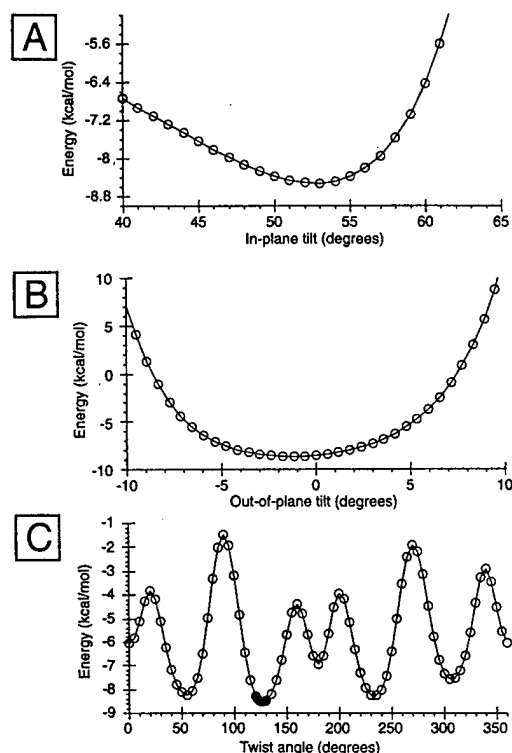 A
-5.6
-6.4
-7.2
-8
-8.8
Energy (kcal/mol)
40 45 50 55 60 65
In-plane tilt (degrees)
B
10
5
0
-5
-10
Energy (kcal/mol)
-10 -5 0 5 10
Out-of-plane tilt (degrees)
C
-1
-2
-3
-4
-5
-6
-7
-8
-9
Energy (kcal/mol)
0 50 100 150 200 250 300 350
Twist angle (degrees)